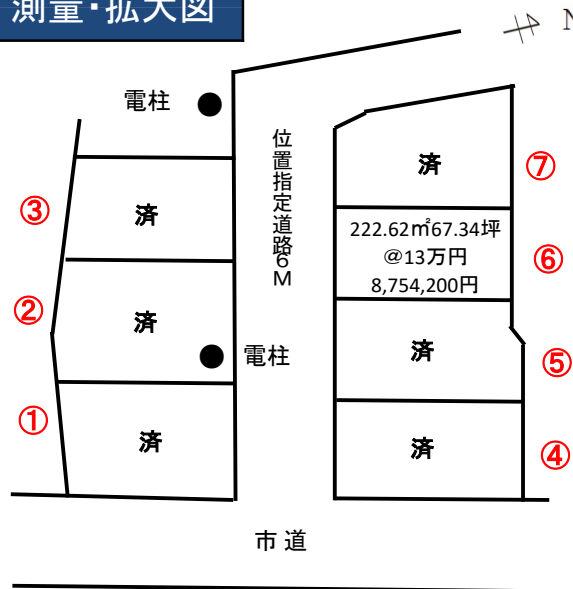 測量・拡大図
N
電柱
位置指定道路6M
③
済
②
済
電柱
①
済
済
⑦
222.62㎡67.34坪
@13万円
8,754,200円
⑥
済
⑤
済
④
市道